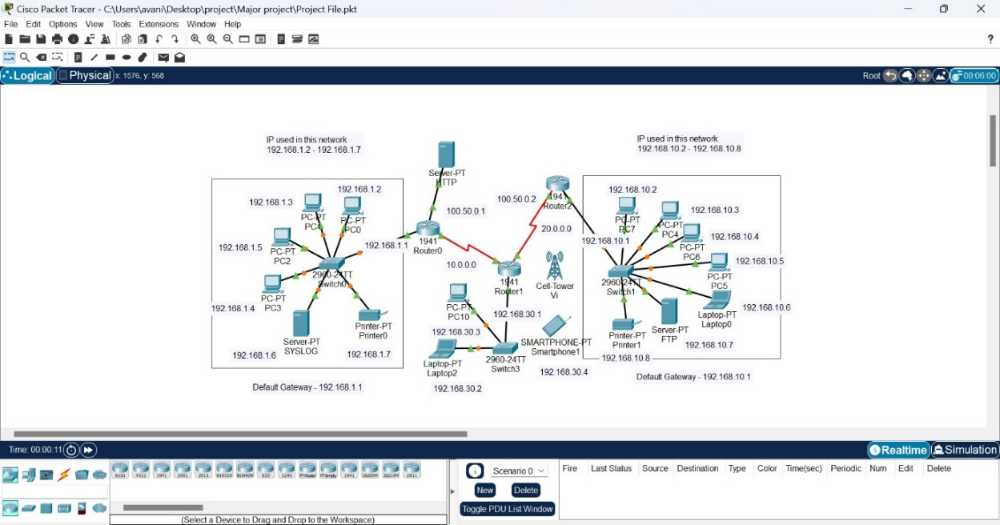 Cisco Packet Tracer - C:\Users\avani\Desktop\project\Major project\Project File.pkt
File Edit Options View Tools Extensions Window Help
?
Logical Physical x: 1576, y: 568
Root 00:06:00
IP used in this network
192.168.1.2 - 192.168.1.7
IP used in this network
192.168.10.2 - 192.168.10.8
Server-PT
HTTP
192.168.1.2
192.168.1.3
PC-PT
PC-PT
PC0
192.168.1.5
PC-PT
PC2
192.168.1.1
2960-24TT
Switch0
PC-PT
PC3
192.168.1.4
Server-PT
SYSLOG
Printer-PT
Printer0
192.168.1.6
192.168.1.7
Default Gateway - 192.168.1.1
100.50.0.1
1941
Router0
10.0.0.0
100.50.0.2
1941
Router2
20.0.0.0
1941
Router1
Cell-Tower
Vi
PC-PT
PC10
192.168.30.1
192.168.30.3
SMARTPHONE-PT
Smartphone1
Laptop-PT
Laptop2
2960-24TT
Switch3
192.168.30.4
192.168.30.2
192.168.10.2
PC-PT
PC7
192.168.10.3
PC-PT
PC4
192.168.10.4
PC-PT
PC6
192.168.10.1
192.168.10.5
PC-PT
PC5
2960-24TT
Switch1
192.168.10.6
Laptop-PT
Laptop0
Printer-PT
Printer1
Server-PT
FTP
192.168.10.7
192.168.10.8
Default Gateway - 192.168.10.1
Time: 00:00:11
Realtime Simulation
4331 4321 1941 2901 2911 819IOX 819HGW 829 1240 PT-Router PT-Empty 1841 2620XM 2621XM 2811
(Select a Device to Drag and Drop to the Workspace)
Scenario 0
New Delete
Toggle PDU List Window
Fire Last Status Source Destination Type Color Time(sec) Periodic Num Edit Delete